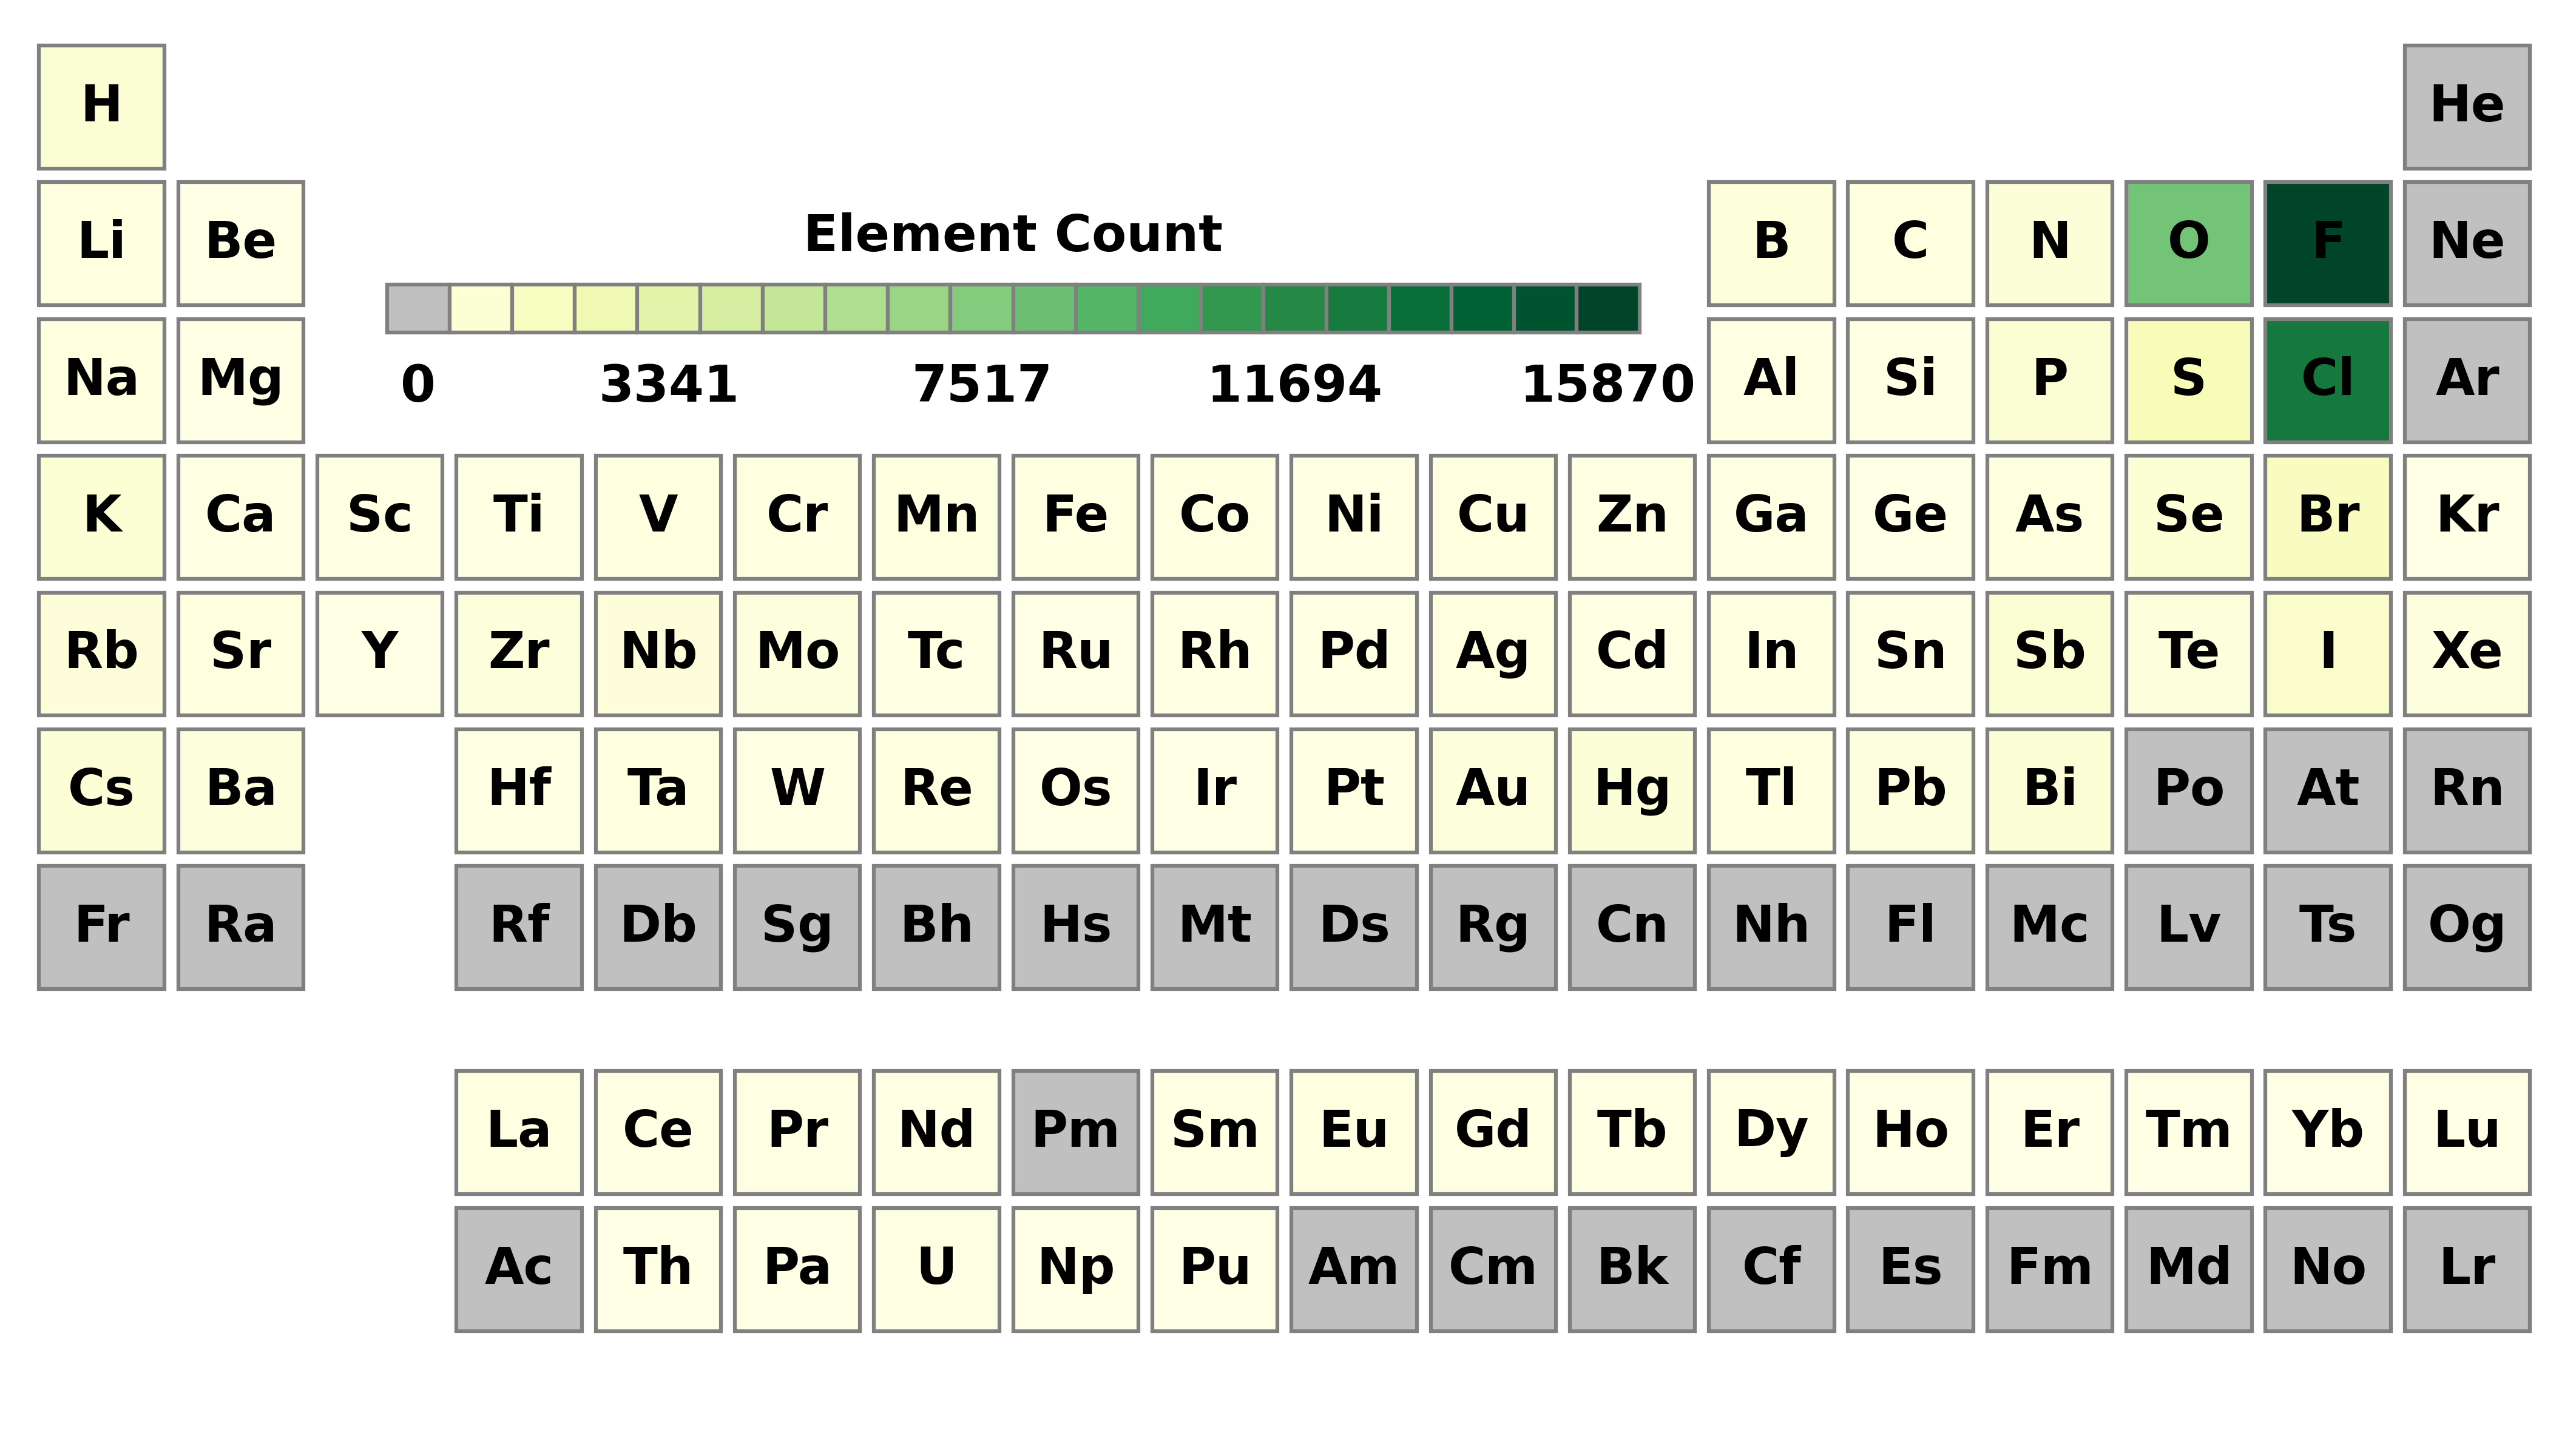 H He
Li Be Element Count B C N O F Ne
Na Mg 0 3341 7517 11694 15870 Al Si P S Cl Ar
K Ca Sc Ti V Cr Mn Fe Co Ni Cu Zn Ga Ge As Se Br Kr
Rb Sr Y Zr Nb Mo Tc Ru Rh Pd Ag Cd In Sn Sb Te I Xe
Cs Ba Hf Ta W Re Os Ir Pt Au Hg Tl Pb Bi Po At Rn
Fr Ra Rf Db Sg Bh Hs Mt Ds Rg Cn Nh Fl Mc Lv Ts Og
La Ce Pr Nd Pm Sm Eu Gd Tb Dy Ho Er Tm Yb Lu
Ac Th Pa U Np Pu Am Cm Bk Cf Es Fm Md No Lr